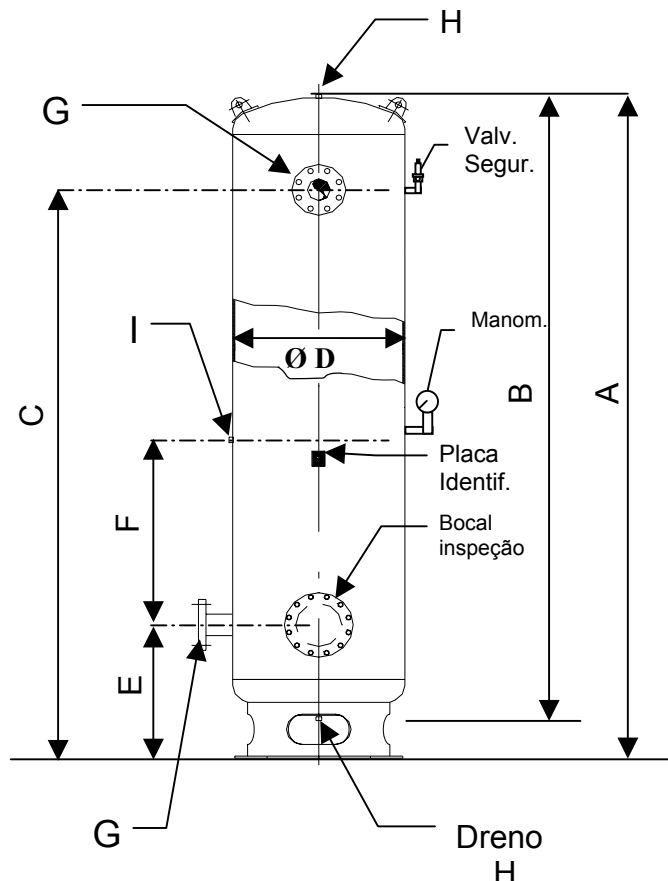 H
G
Valv.
Segur.
I
Ø D
Manom.
C
B
A
Placa
Identif.
F
Bocal
inspeção
E
G
Dreno
H